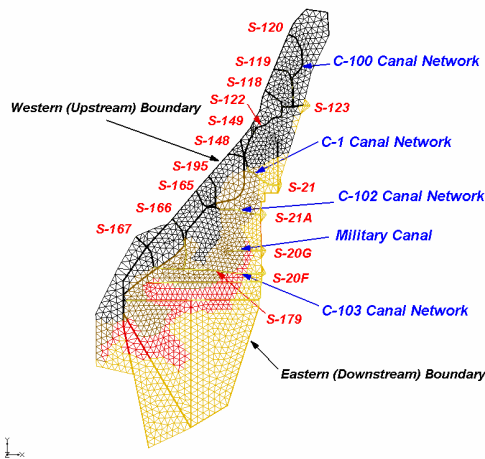 S-120
S-119
C-100 Canal Network
S-118
S-122
S-123
Western (Upstream) Boundary
S-149
S-148
C-1 Canal Network
S-195
S-165
S-21
C-102 Canal Network
S-166
S-21A
S-167
Military Canal
S-20G
S-20F
C-103 Canal Network
S-179
Eastern (Downstream) Boundary
Y
Z
X